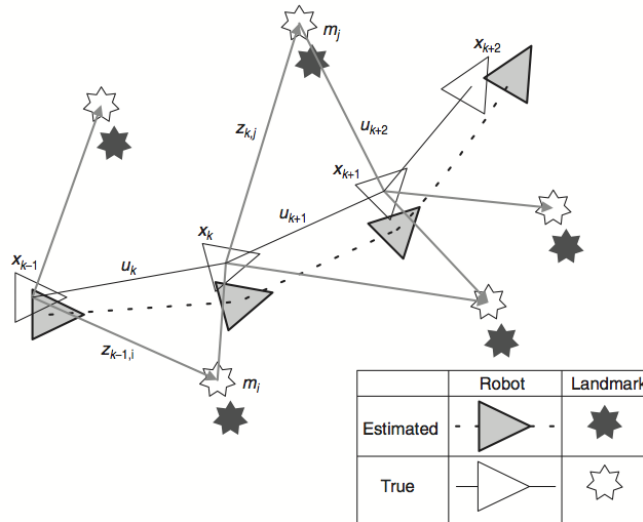 m_j
x_{k+2}
z_{k,j}
u_{k+2}
x_{k+1}
x_k
u_{k+1}
x_{k–1}
u_k
z_{k–1,i}
m_i
Robot Landmark
Estimated
True